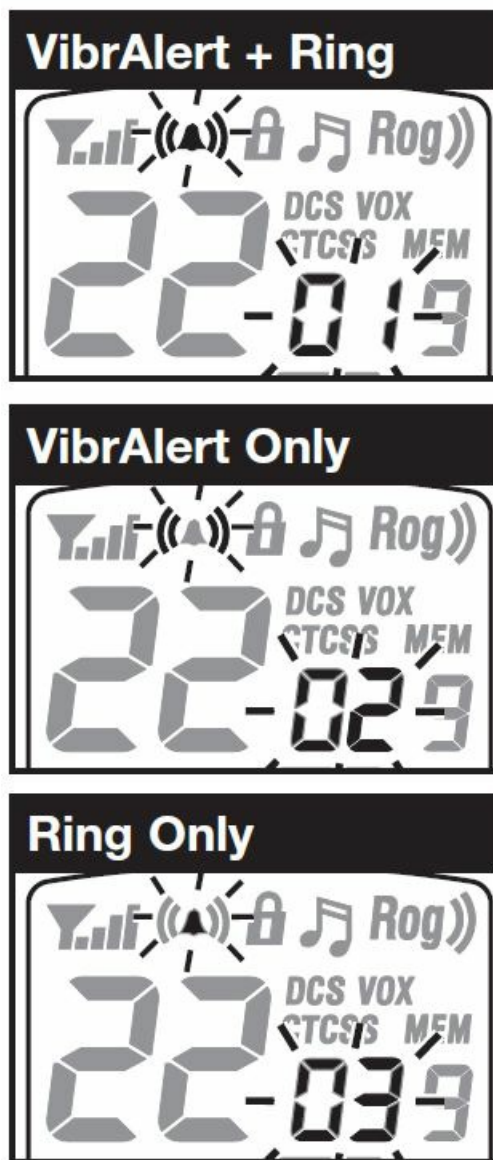 VibrAlert + Ring
Rog
22
DCS VOX
CTCSS MEM
01
VibrAlert Only
Rog
22
DCS VOX
CTCSS MEM
02
Ring Only
Rog
22
DCS VOX
CTCSS MEM
03